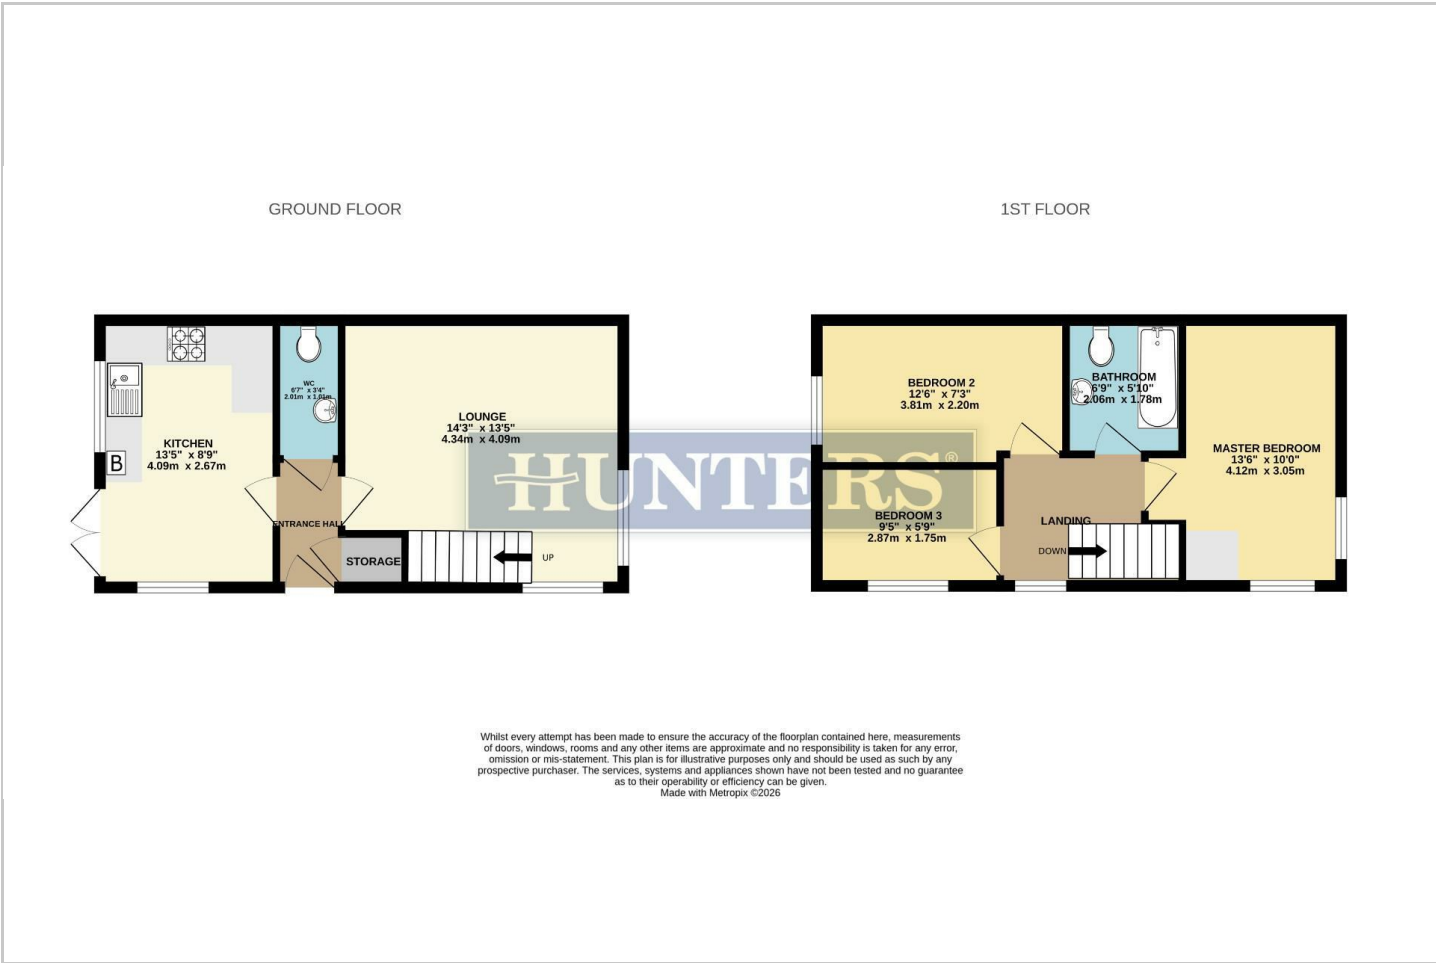 GROUND FLOOR
1ST FLOOR
KITCHEN
13'5" x 8'9"
4.09m x 2.67m
B
WC
6'7" x 3'4"
2.01m x 1.01m
LOUNGE
14'3" x 13'5"
4.34m x 4.09m
ENTRANCE HALL
STORAGE
UP
HUNTERS®
BEDROOM 2
12'6" x 7'3"
3.81m x 2.20m
BATHROOM
6'9" x 5'10"
2.06m x 1.78m
MASTER BEDROOM
13'6" x 10'0"
4.12m x 3.05m
BEDROOM 3
9'5" x 5'9"
2.87m x 1.75m
LANDING
DOWN
Whilst every attempt has been made to ensure the accuracy of the floorplan contained here, measurements
of doors, windows, rooms and any other items are approximate and no responsibility is taken for any error,
omission or mis-statement. This plan is for illustrative purposes only and should be used as such by any
prospective purchaser. The services, systems and appliances shown have not been tested and no guarantee
as to their operability or efficiency can be given.
Made with Metropix ©2026